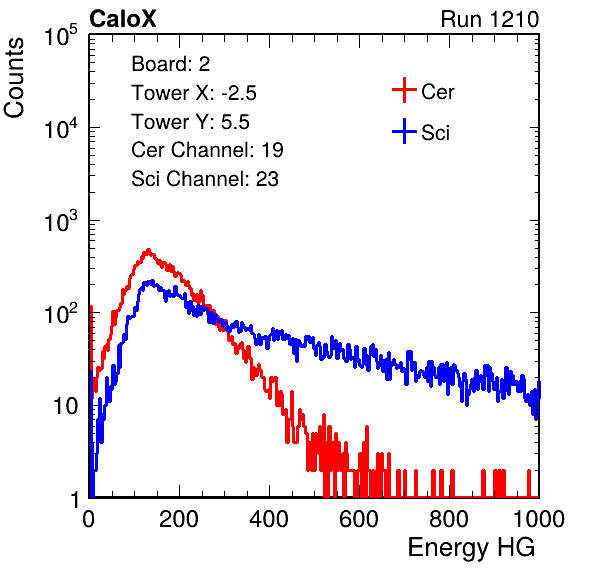 CaloX Run 1210
Counts
Board: 2
Tower X: -2.5
Tower Y: 5.5
Cer Channel: 19
Sci Channel: 23
Cer
Sci
10^5
10^4
10^3
10^2
10
1
0 200 400 600 800 1000
Energy HG